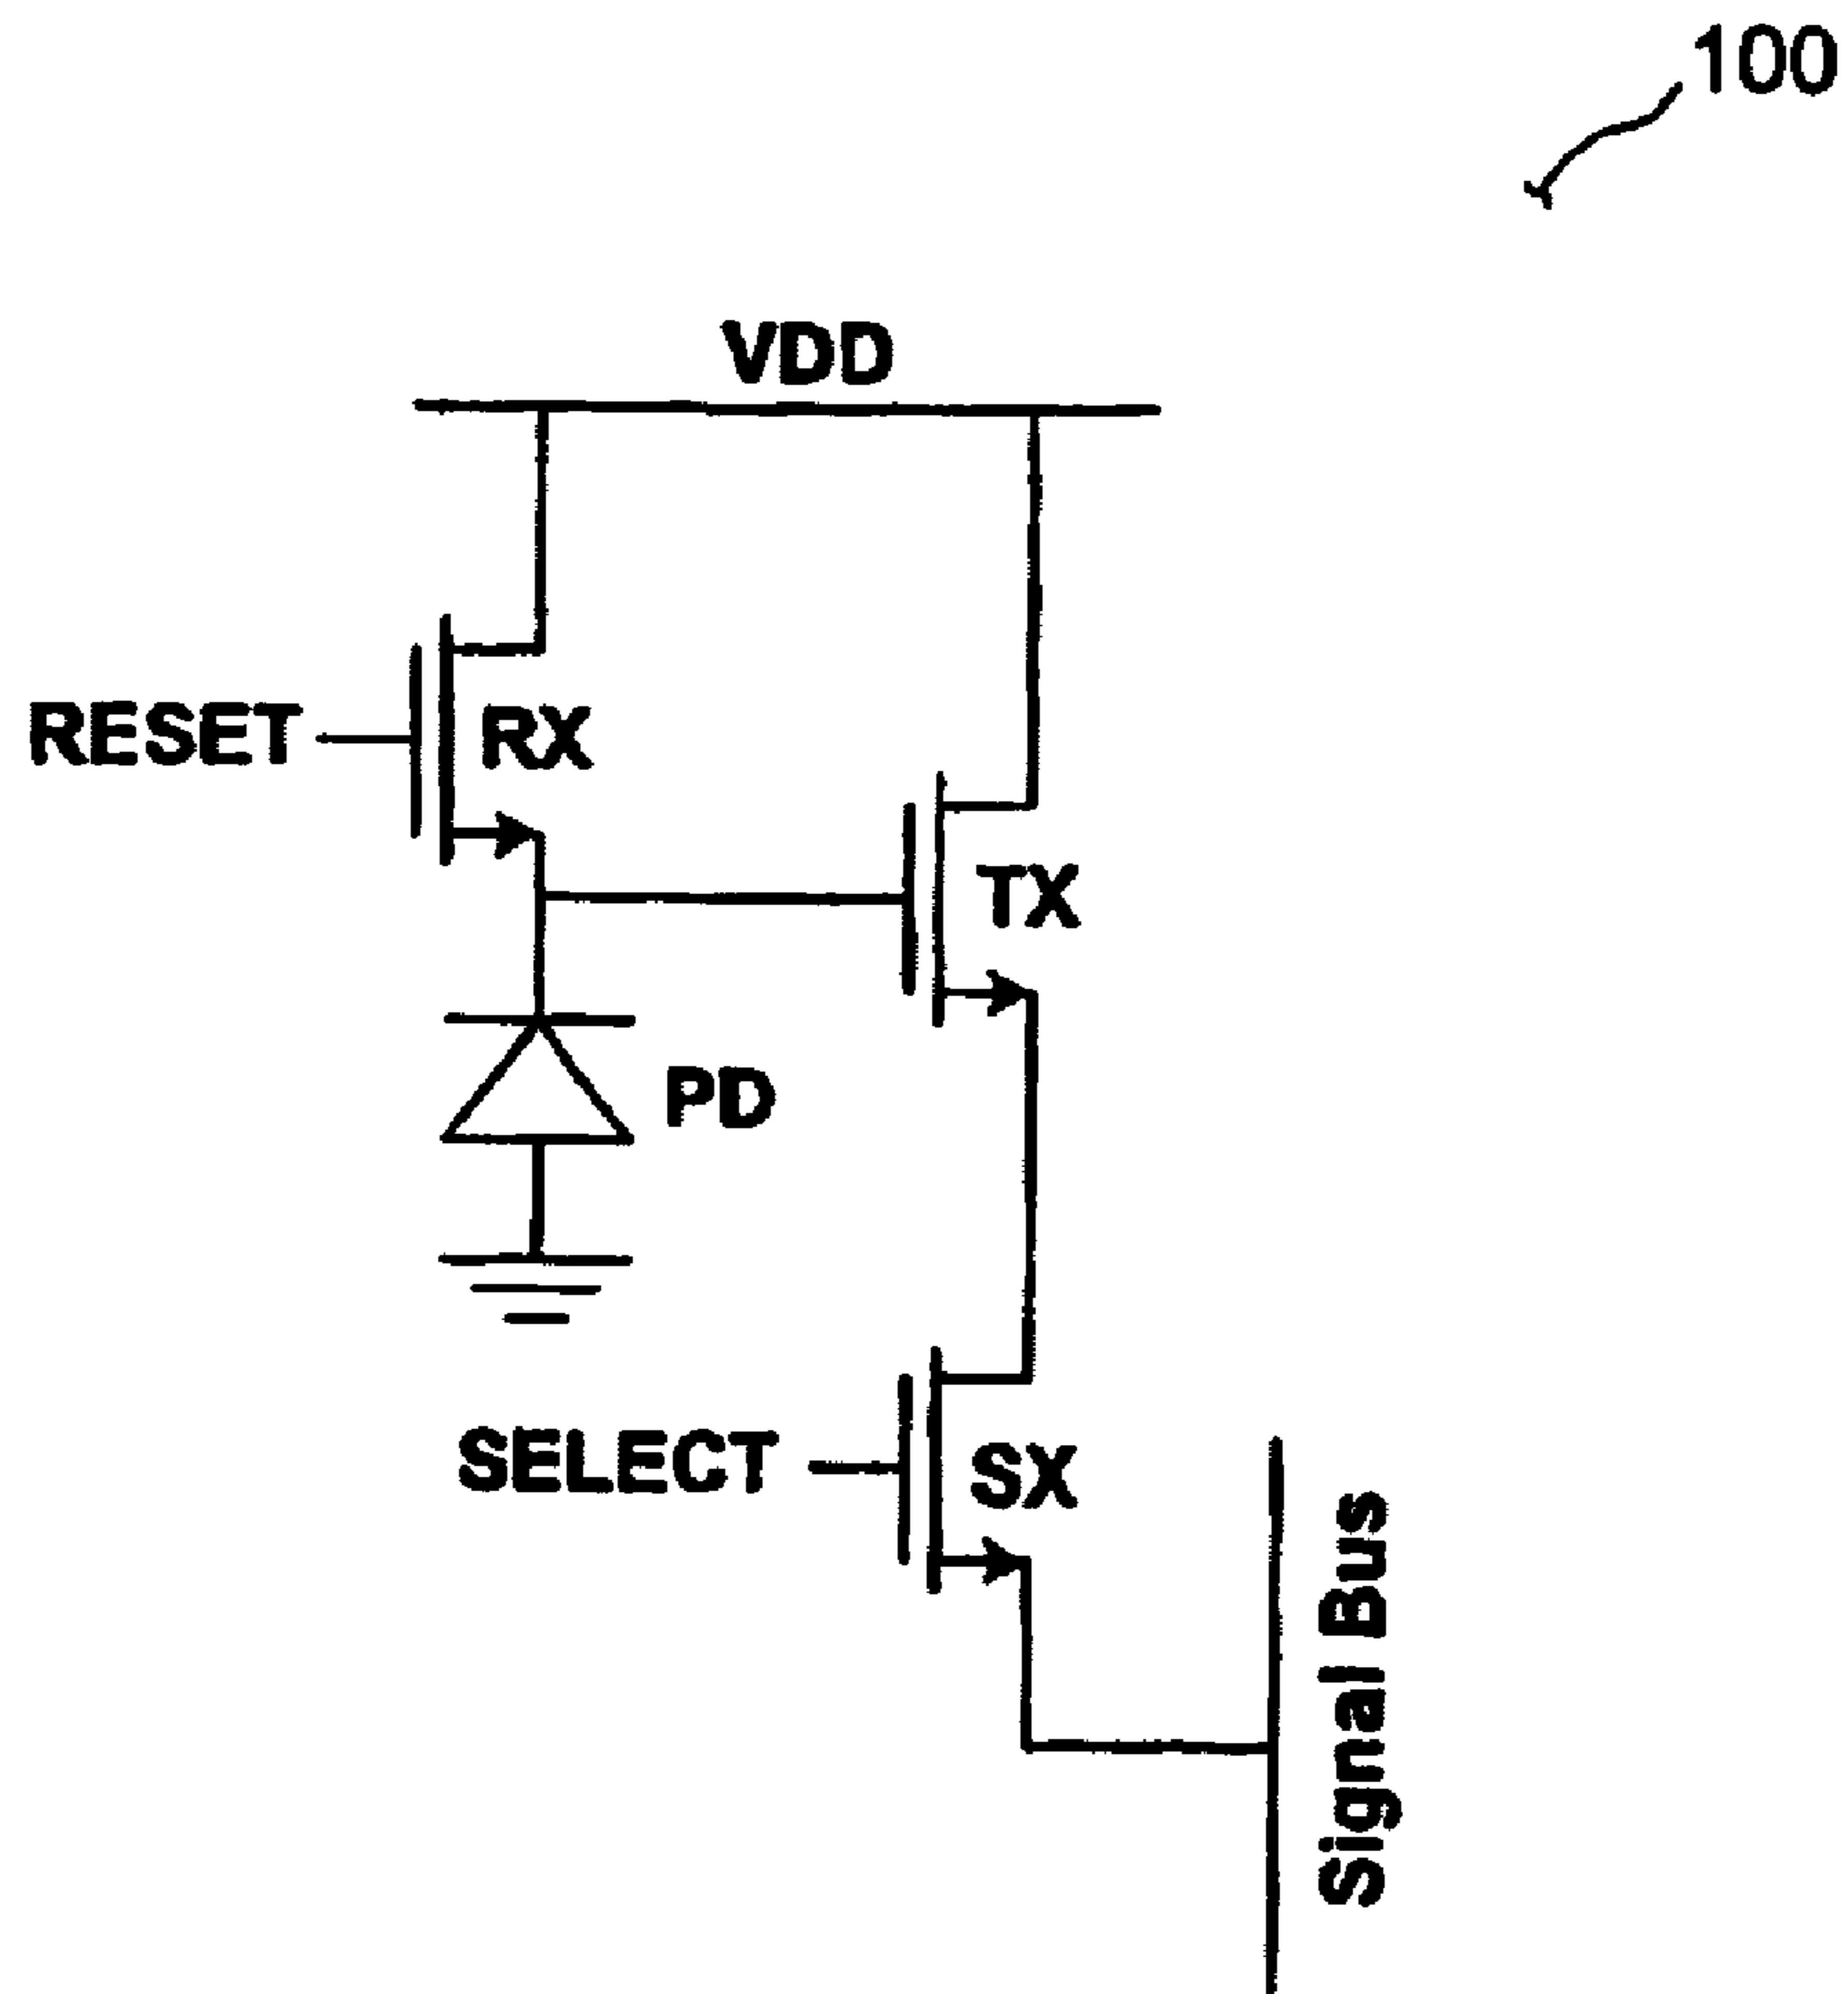 100
VDD
RESET
RX
TX
PD
SELECT
SX
Signal Bus